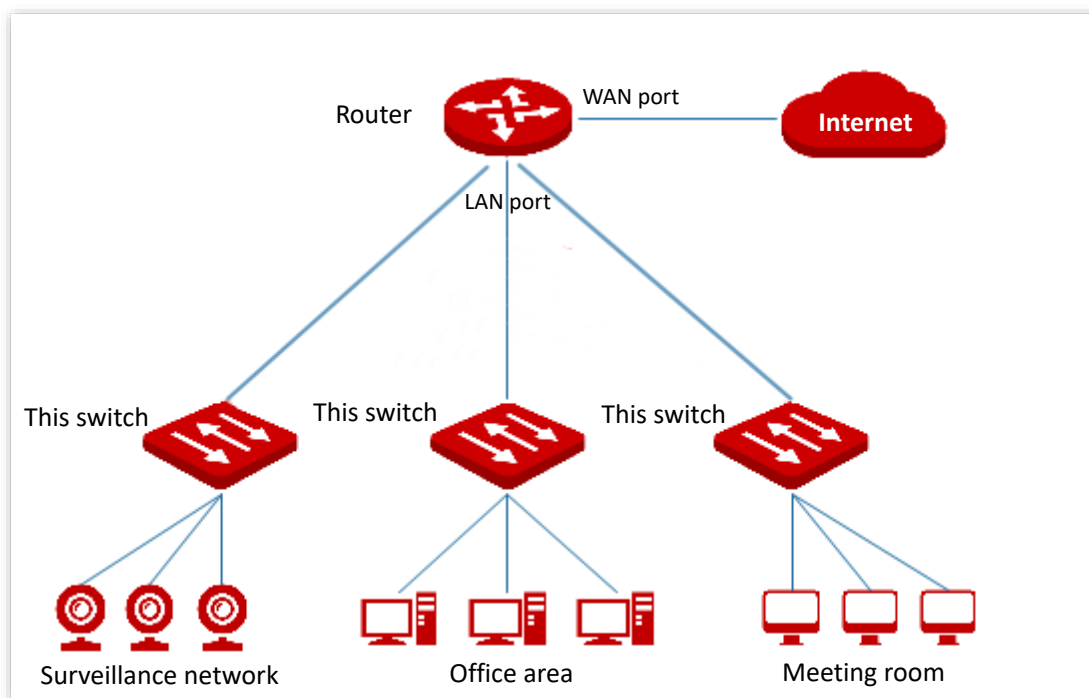 Router
WAN port
Internet
LAN port
This switch
This switch
This switch
Surveillance network
Office area
Meeting room